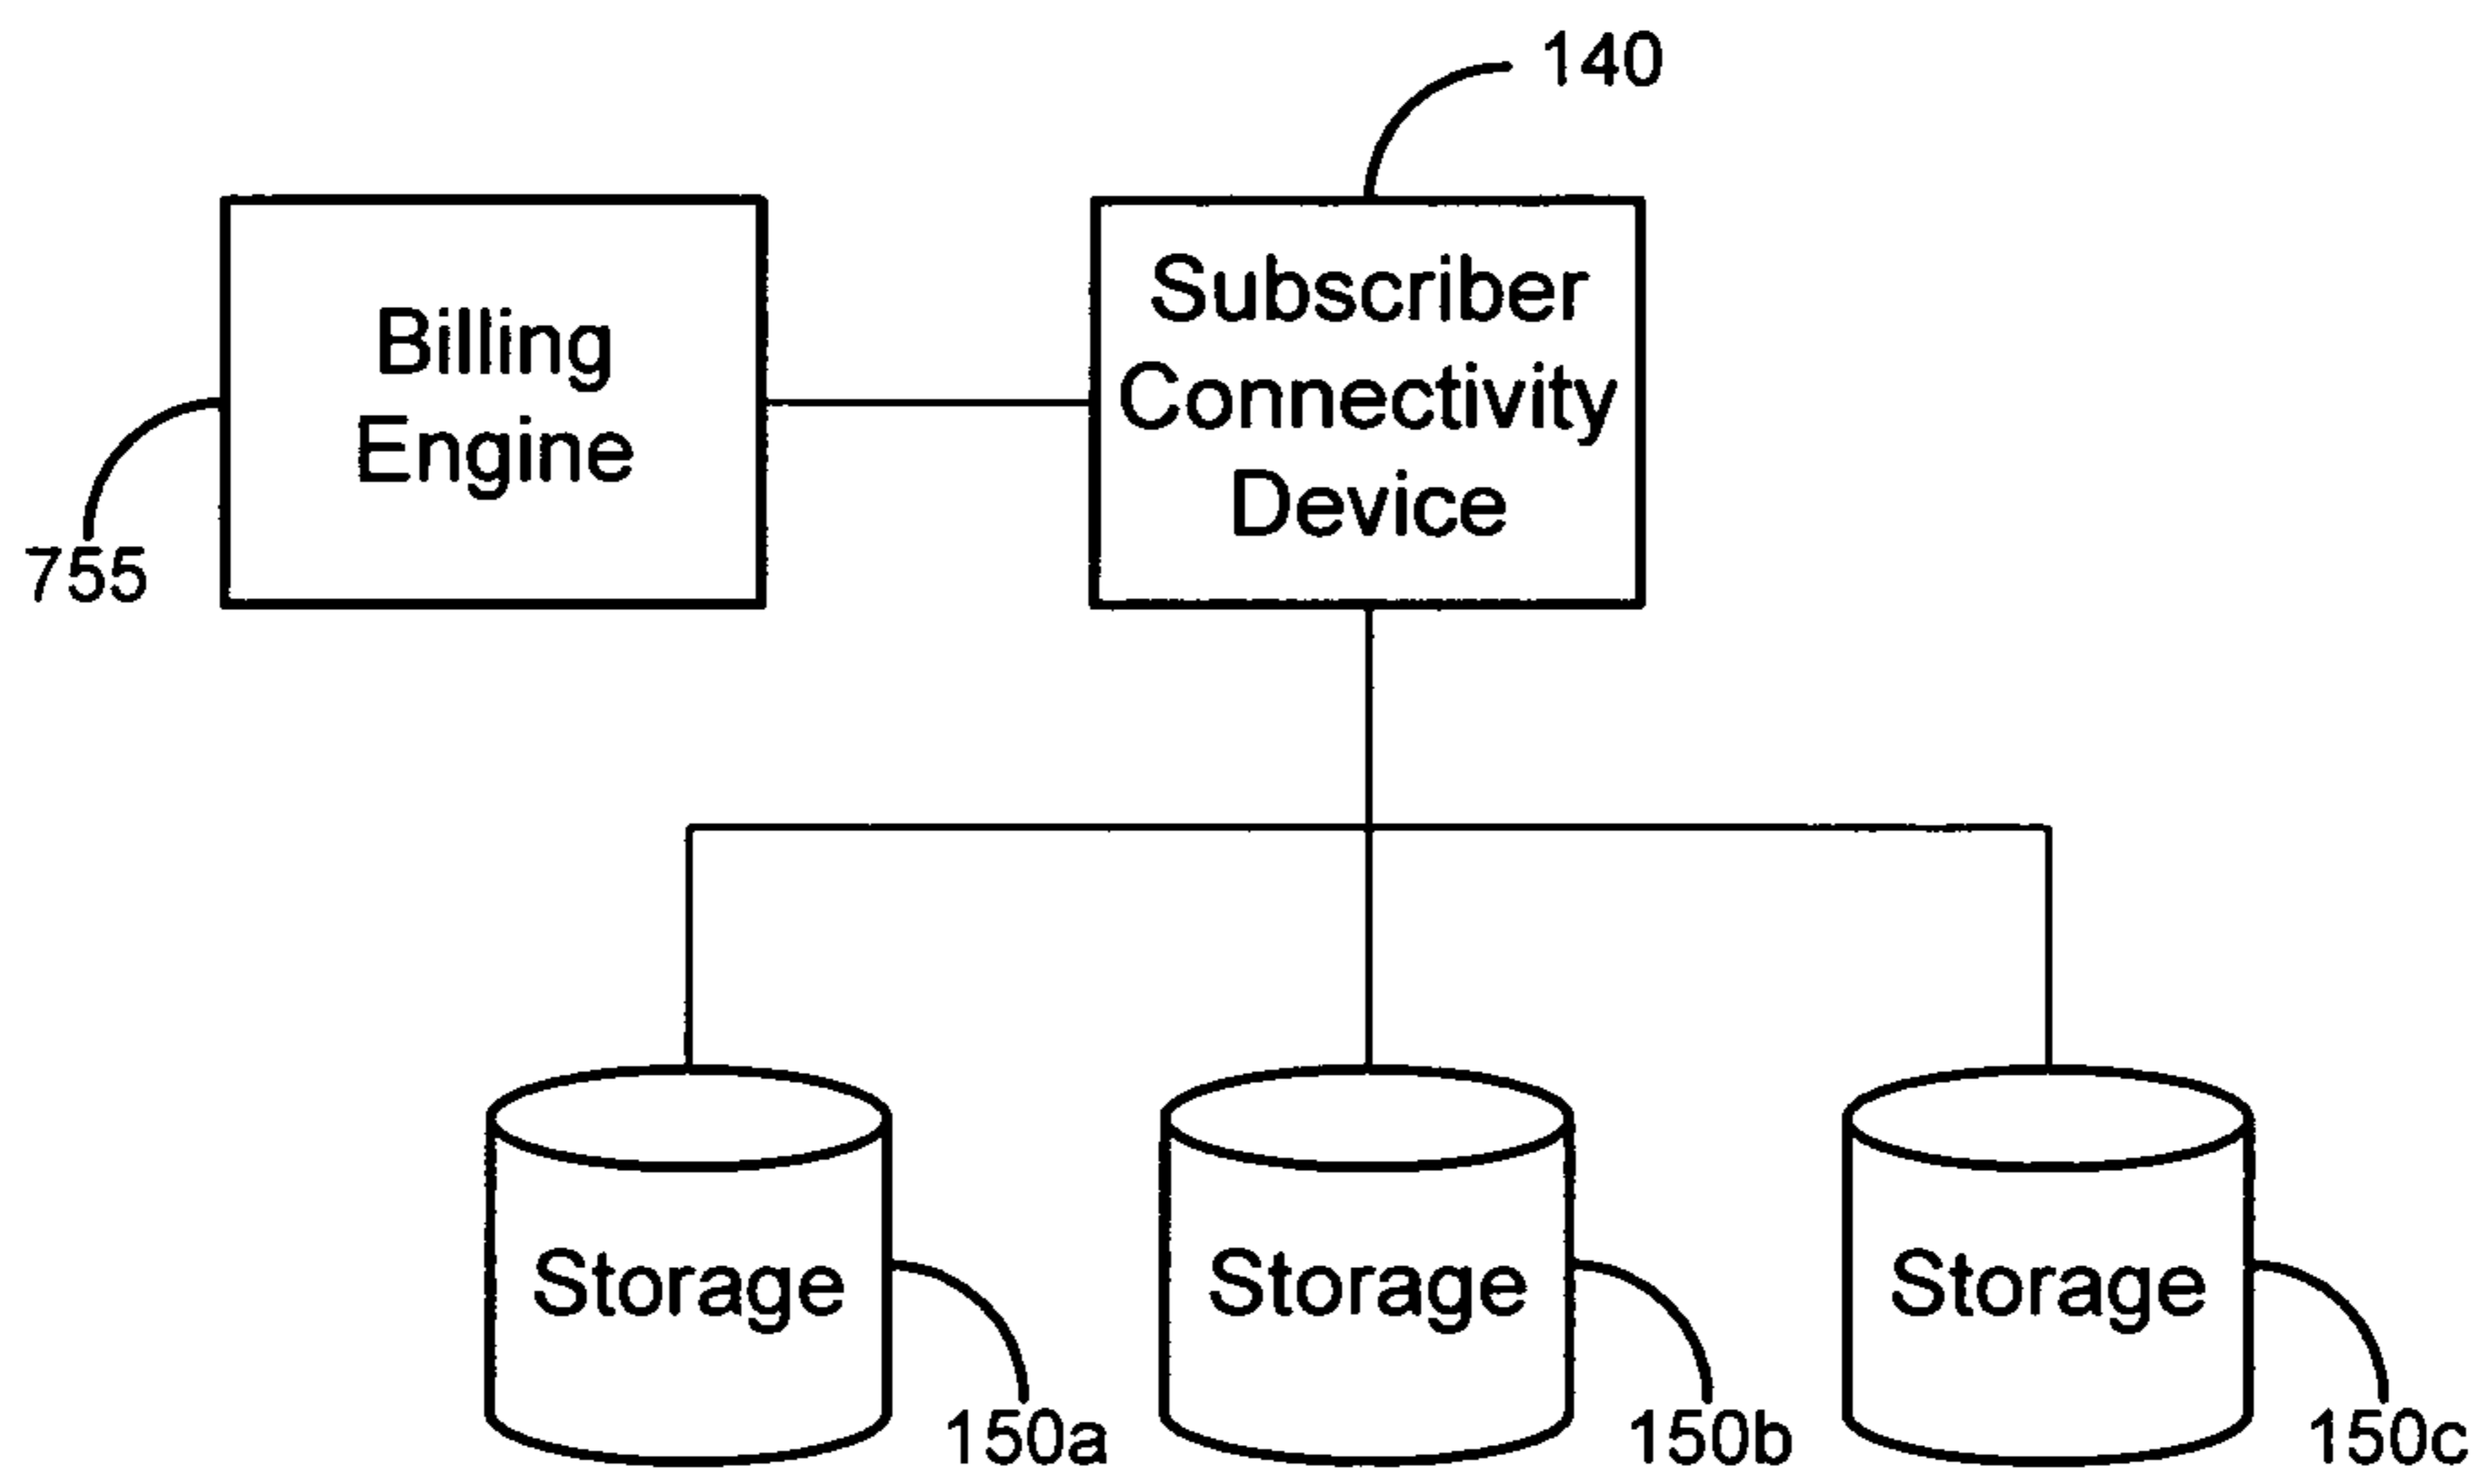 140
Billing
Engine
Subscriber
Connectivity
Device
755
Storage
Storage
Storage
150a
150b
150c